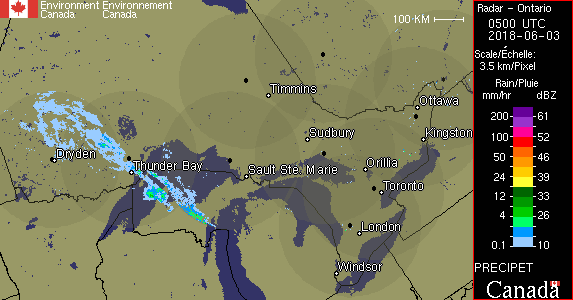 Environment Environnement
Canada Canada
100 KM
Timmins
Ottawa
Sudbury
Kingston
Dryden
Thunder Bay
Sault Ste. Marie
Orillia
Toronto
London
Windsor
Radar - Ontario
0500 UTC
2018-06-03
Scale/Échelle:
3.5 km/Pixel
Rain/Pluie
mm/hr dBZ
200 61
100 52
50 46
24 39
12 33
4 26
0.1 10
PRECIPET
Canada